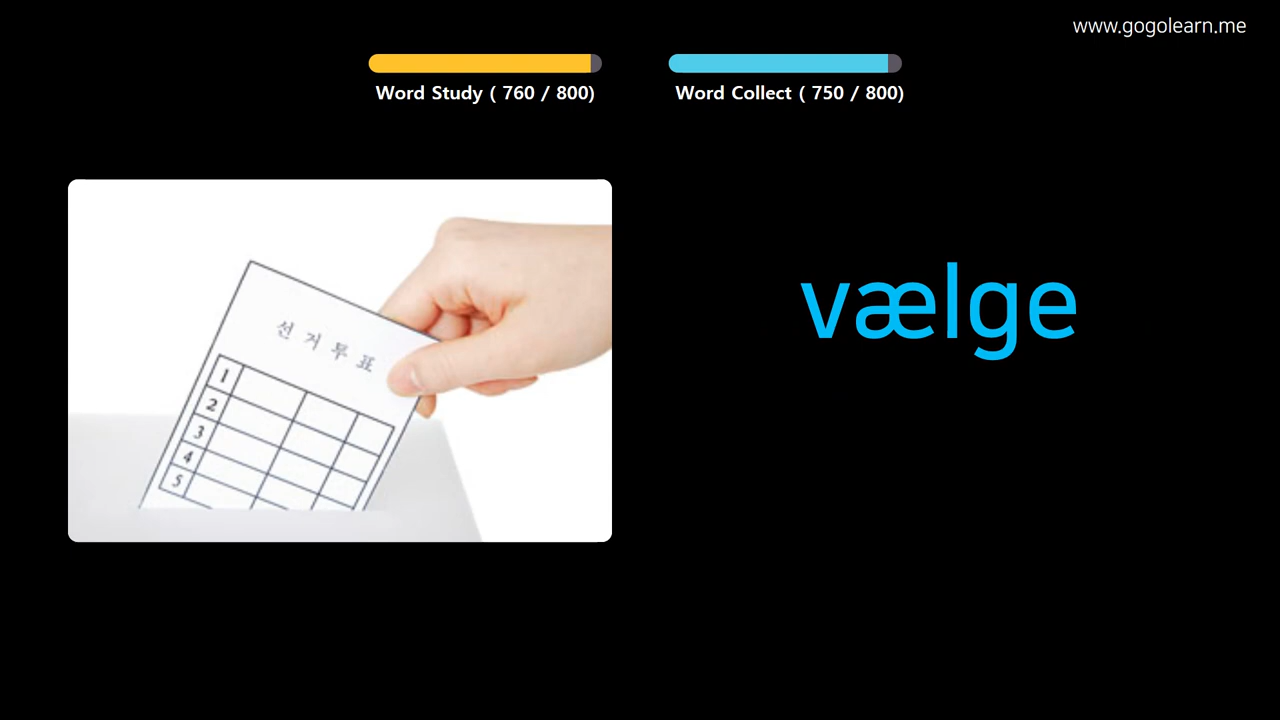 www.gogolearn.me
Word Study ( 760 / 800)
Word Collect ( 750 / 800)
vælge
선 거 투 표
1
2
3
4
5